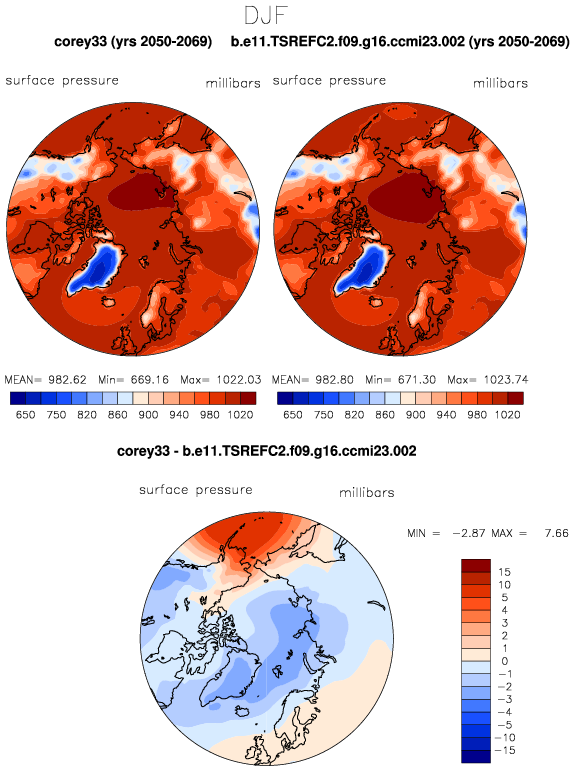 DJF
corey33 (yrs 2050-2069) b.e11.TSREFC2.f09.g16.ccmi23.002 (yrs 2050-2069)
surface pressure millibars surface pressure millibars
MEAN= 982.62 Min= 669.16 Max= 1022.03 MEAN= 982.80 Min= 671.30 Max= 1023.74
650 750 820 860 900 940 980 1020 650 750 820 860 900 940 980 1020
corey33 - b.e11.TSREFC2.f09.g16.ccmi23.002
surface pressure millibars
MIN = -2.87 MAX = 7.66
15
10
5
4
3
2
1
0
-1
-2
-3
-4
-5
-10
-15